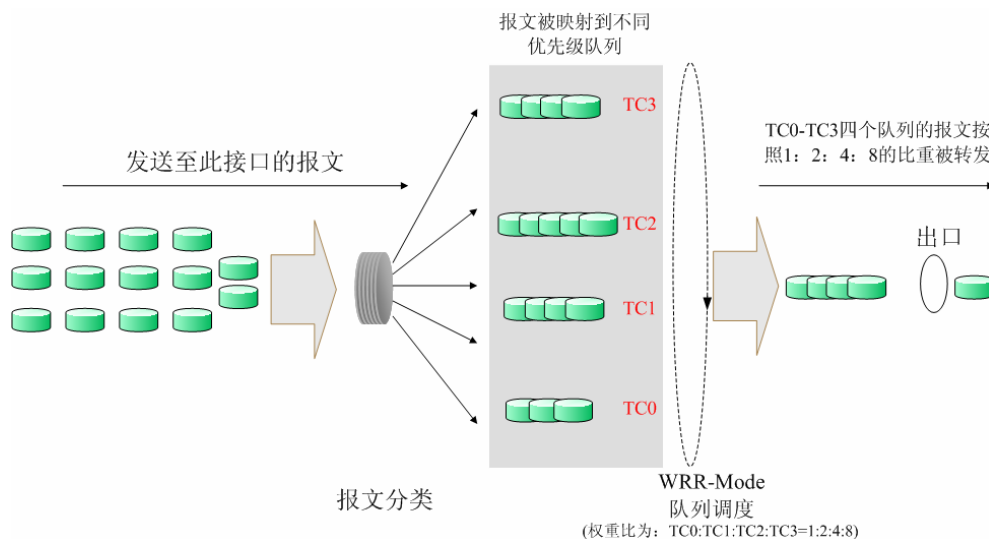 报文被映射到不同
优先级队列
TC3
TC0-TC3四个队列的报文按
照1：2：4：8的比重被转发
发送至此接口的报文
TC2
出口
TC1
TC0
WRR-Mode
报文分类
队列调度
(权重比为：TC0:TC1:TC2:TC3=1:2:4:8)